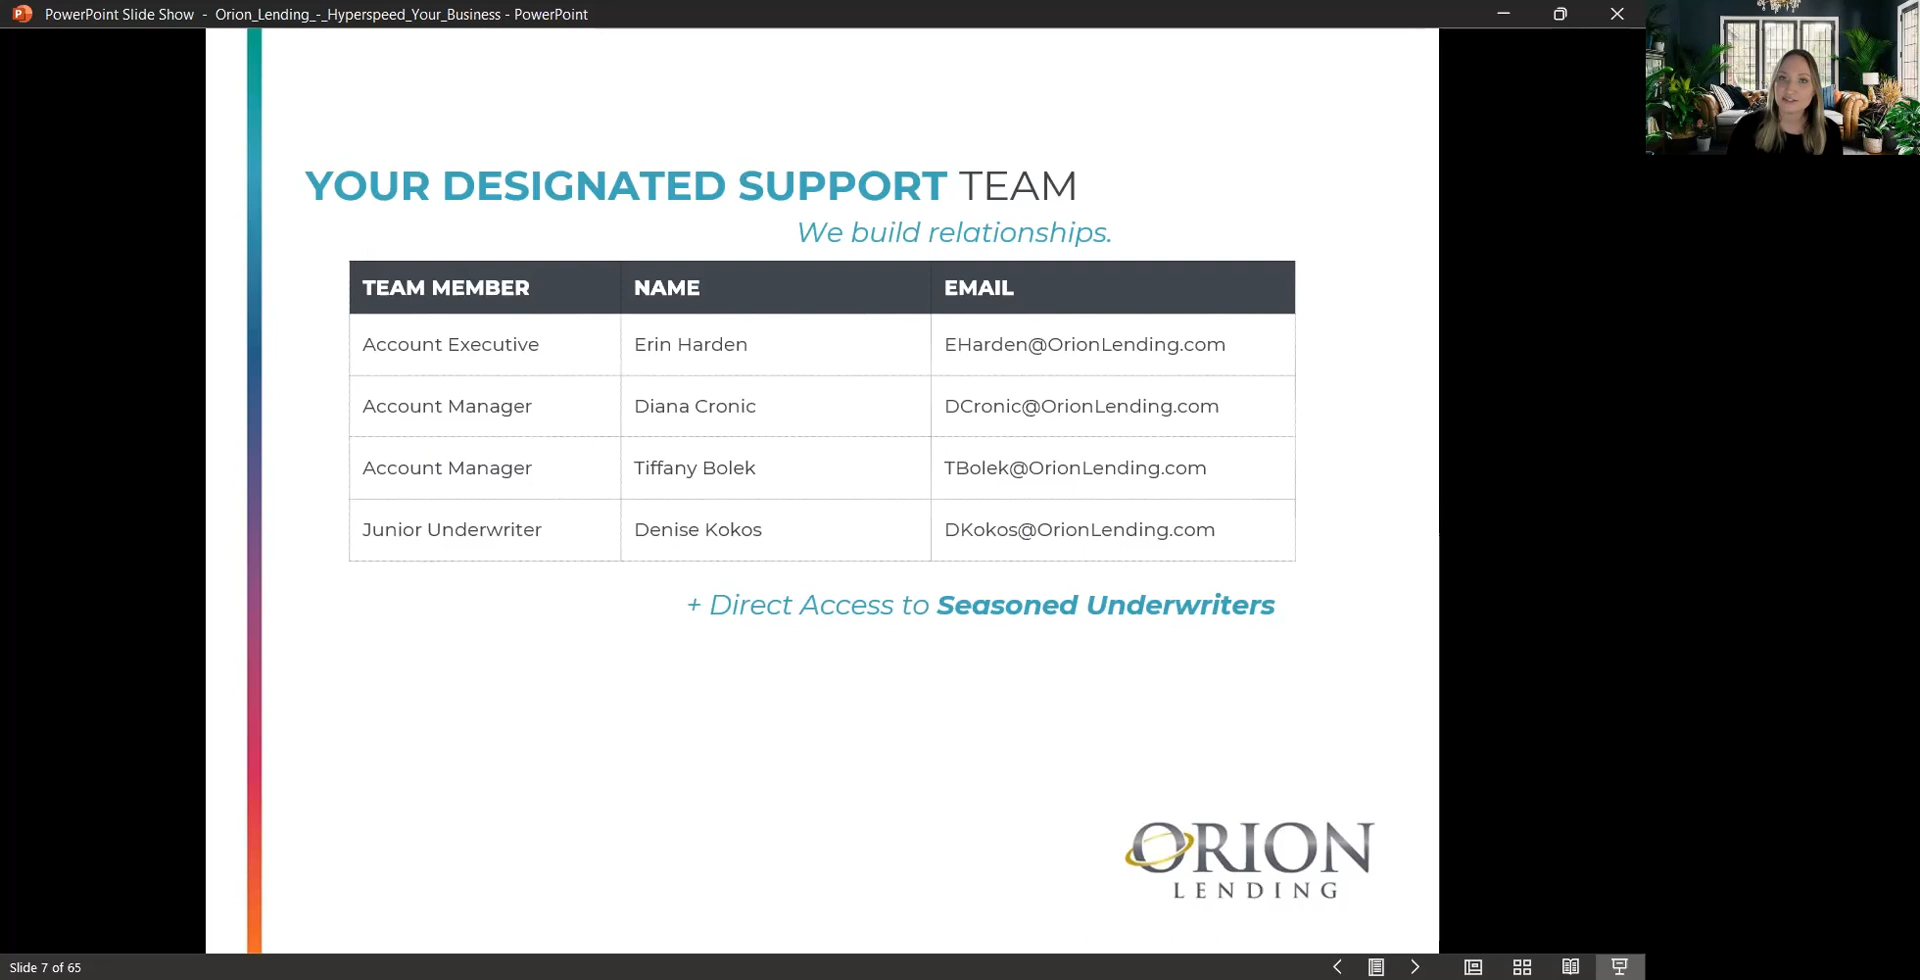 PowerPoint Slide Show - Orion_Lending_-_Hyperspeed_Your_Business - PowerPoint
YOUR DESIGNATED SUPPORT TEAM
We build relationships.
TEAM MEMBER NAME EMAIL
Account Executive Erin Harden EHarden@OrionLending.com
Account Manager Diana Cronic DCronic@OrionLending.com
Account Manager Tiffany Bolek TBolek@OrionLending.com
Junior Underwriter Denise Kokos DKokos@OrionLending.com
+ Direct Access to Seasoned Underwriters
ORION
LENDING
Slide 7 of 65